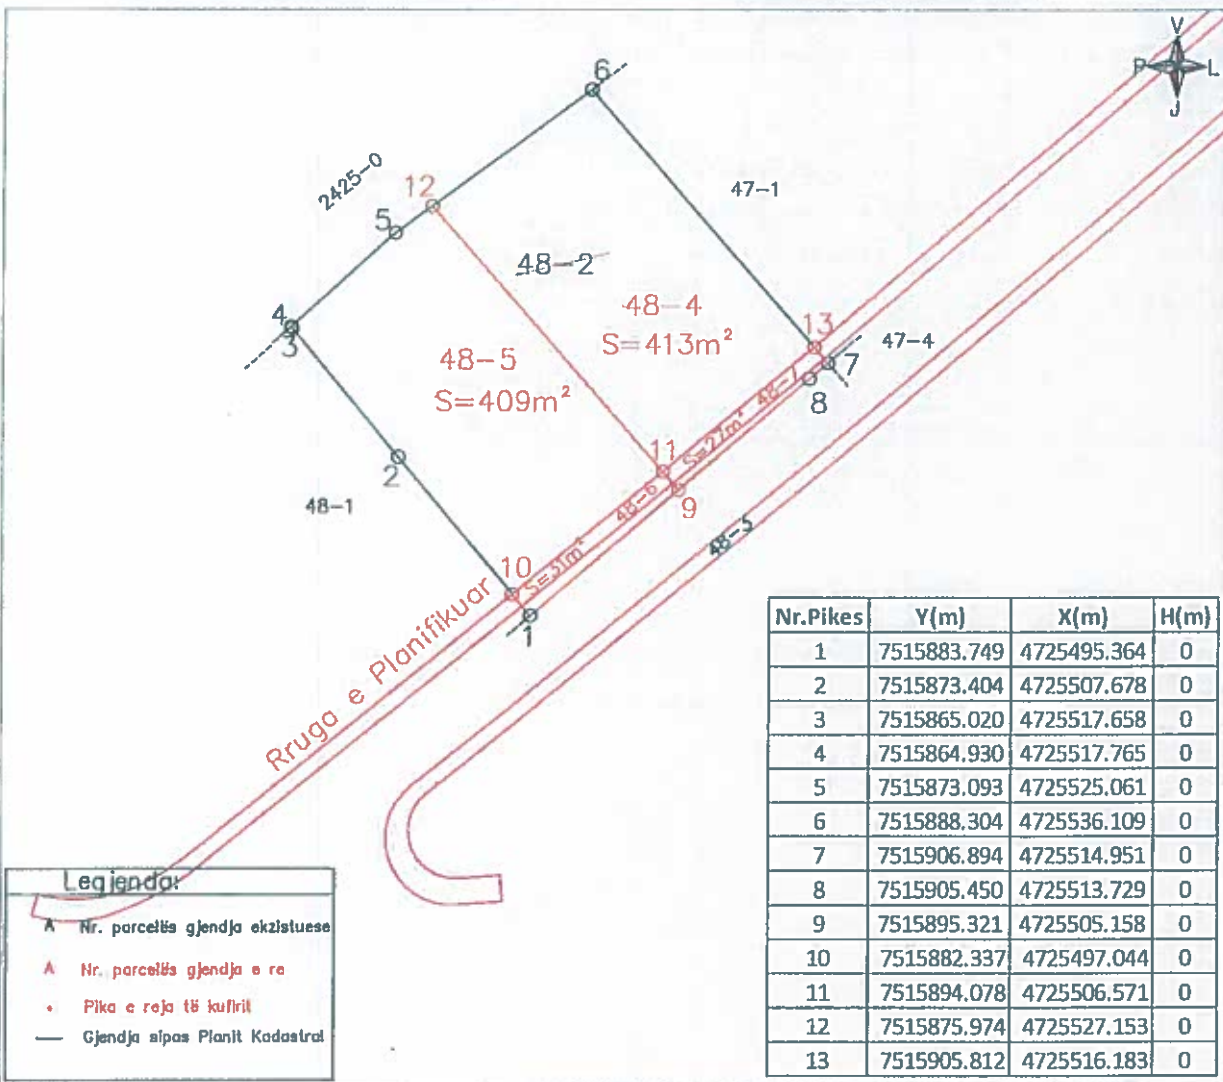 V
P L
J
6
2425-0
12
5
47-1
48-2
48-4
S=413m²
4
3
13
47-4
7
8
48-5
S=409m²
48-7
S=27m²
11
9
2
48-1
48-6
S=31m²
10
1
48-5
Rruga e Planifikuar
Nr.Pikes Y(m) X(m) H(m)
1 7515883.749 4725495.364 0
2 7515873.404 4725507.678 0
3 7515865.020 4725517.658 0
4 7515864.930 4725517.765 0
5 7515873.093 4725525.061 0
6 7515888.304 4725536.109 0
7 7515906.894 4725514.951 0
8 7515905.450 4725513.729 0
9 7515895.321 4725505.158 0
10 7515882.337 4725497.044 0
11 7515894.078 4725506.571 0
12 7515875.974 4725527.153 0
13 7515905.812 4725516.183 0
Legjenda:
A Nr. parcelës gjendja ekzistuese
A Nr. parcelës gjendja e re
Pika e reja të kufirit
Gjendja sipas Planit Kadastral